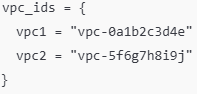 vpc_ids = {
  vpc1 = "vpc-0a1b2c3d4e"
  vpc2 = "vpc-5f6g7h8i9j"
}